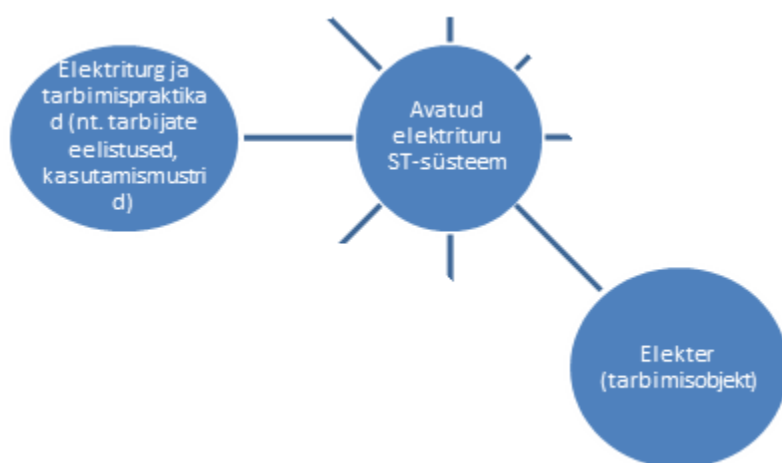 Elektriturg ja
tarbimispraktika
d (nt. tarbijate
eelistused,
kasutamismustri
d)
Avatud
elektrituru
ST-süsteem
Elekter
(tarbimisobjekt)